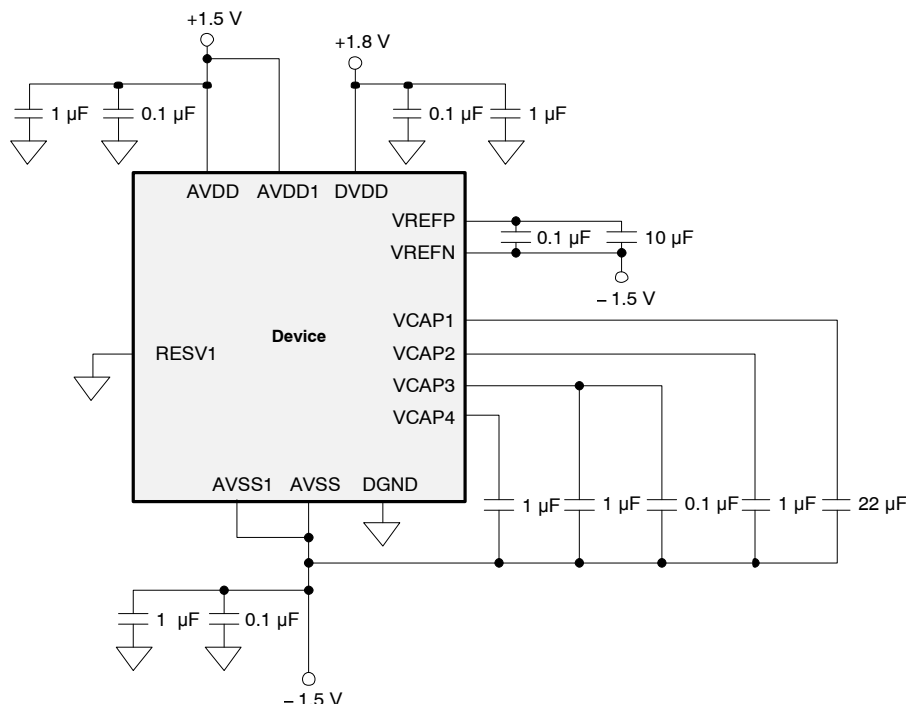 +1.5 V
+1.8 V
1 µF
0.1 µF
0.1 µF
1 µF
AVDD
AVDD1
DVDD
VREFP
VREFN
0.1 µF
10 µF
– 1.5 V
VCAP1
Device
RESV1
VCAP2
VCAP3
VCAP4
AVSS1
AVSS
DGND
1 µF
1 µF
0.1 µF
1 µF
22 µF
1 µF
0.1 µF
– 1.5 V